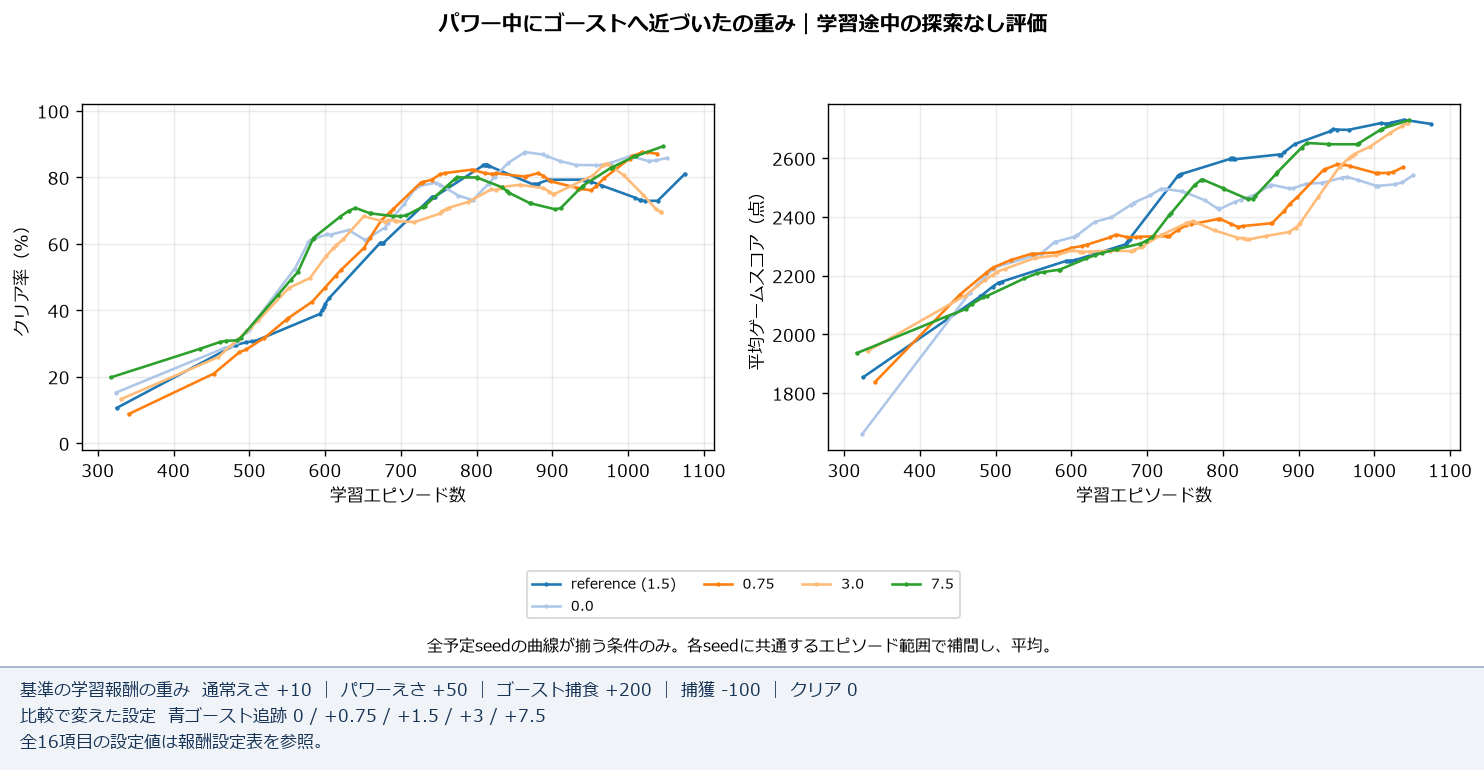 パワー中にゴーストへ近づいたの重み｜学習途中の探索なし評価
クリア率（%）
100
80
60
40
20
0
300 400 500 600 700 800 900 1000 1100
学習エピソード数
平均ゲームスコア（点）
2600
2400
2200
2000
1800
300 400 500 600 700 800 900 1000 1100
学習エピソード数
reference (1.5) 0.75 3.0 7.5
0.0
全予定seedの曲線が揃う条件のみ。各seedに共通するエピソード範囲で補間し、平均。
基準の学習報酬の重み 通常えさ +10 ｜ パワーえさ +50 ｜ ゴースト捕食 +200 ｜ 捕獲 -100 ｜ クリア 0
比較で変えた設定 青ゴースト追跡 0 / +0.75 / +1.5 / +3 / +7.5
全16項目の設定値は報酬設定表を参照。